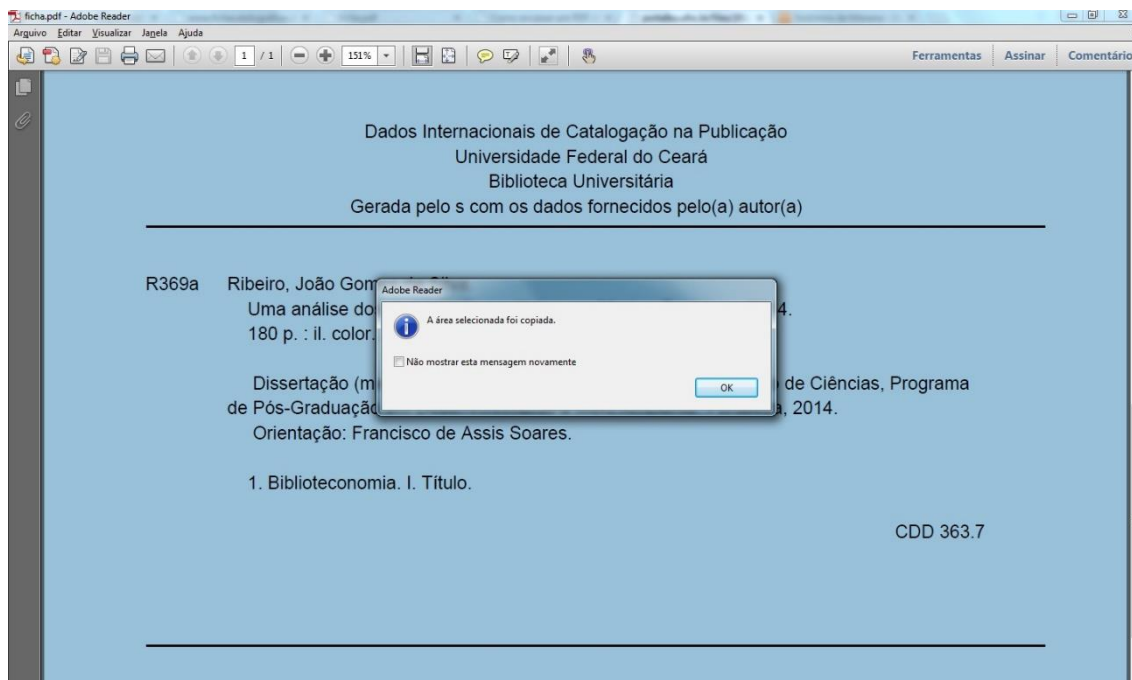 ficha.pdf - Adobe Reader
Arquivo Editar Visualizar Janela Ajuda
1 / 1 151% Ferramentas Assinar Comentário
Dados Internacionais de Catalogação na Publicação
Universidade Federal do Ceará
Biblioteca Universitária
Gerada pelo s com os dados fornecidos pelo(a) autor(a)
R369a Ribeiro, João
Uma análise 4.
180 p. : il. color.
Adobe Reader
A área selecionada foi copiada.
Não mostrar esta mensagem novamente
OK
Dissertação de Ciências, Programa
de Pós-Graduação , 2014.
Orientação: Francisco de Assis Soares.
1. Biblioteconomia. I. Título.
CDD 363.7